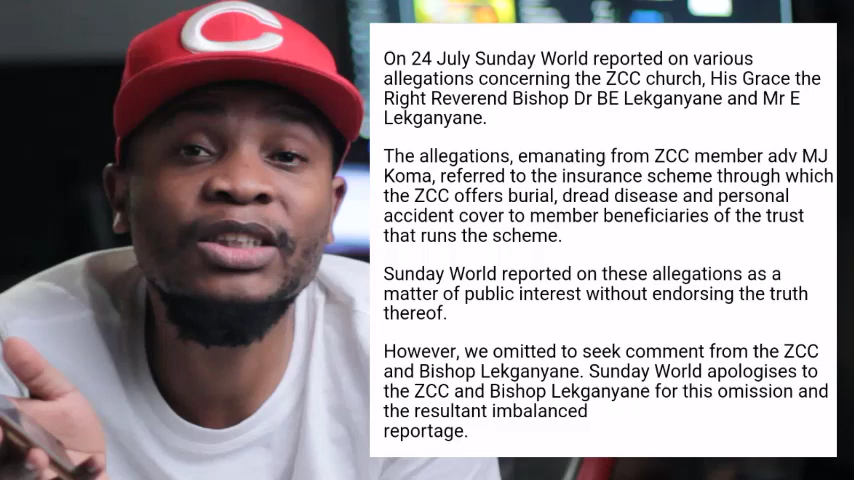 C
On 24 July Sunday World reported on various
allegations concerning the ZCC church, His Grace the
Right Reverend Bishop Dr BE Lekganyane and Mr E
Lekganyane.
The allegations, emanating from ZCC member adv MJ
Koma, referred to the insurance scheme through which
the ZCC offers burial, dread disease and personal
accident cover to member beneficiaries of the trust
that runs the scheme.
Sunday World reported on these allegations as a
matter of public interest without endorsing the truth
thereof.
However, we omitted to seek comment from the ZCC
and Bishop Lekganyane. Sunday World apologises to
the ZCC and Bishop Lekganyane for this omission and
the resultant imbalanced
reportage.